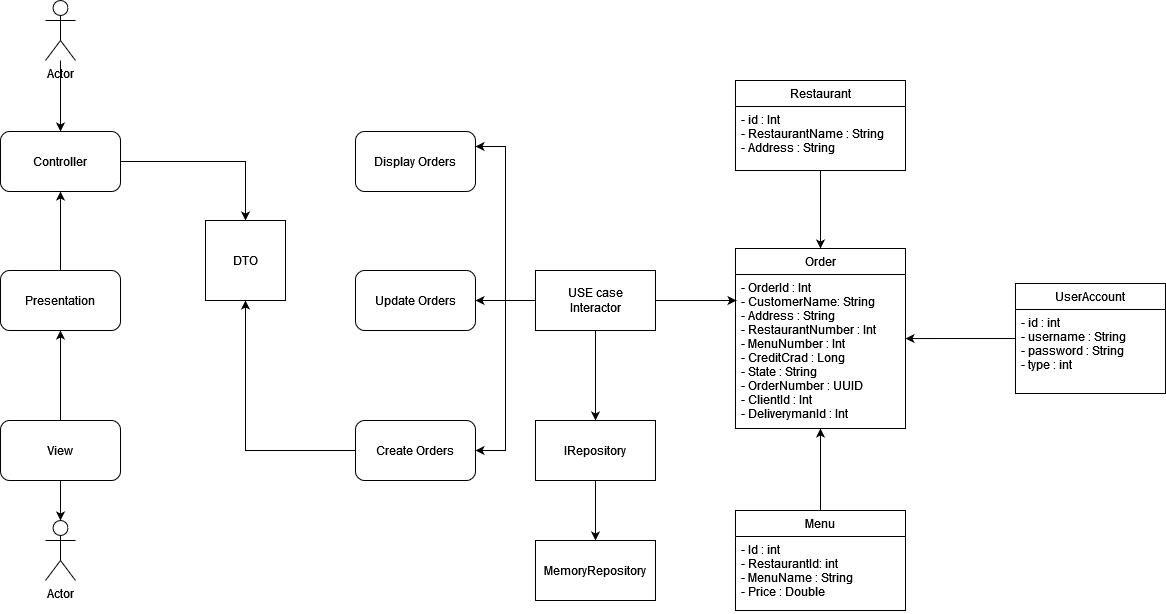 Actor
Controller
Display Orders
Restaurant
- id : Int
- RestaurantName : String
- Address : String
DTO
Presentation
Update Orders
USE case
Interactor
Order
- OrderId : Int
- CustomerName: String
- Address : String
- RestaurantNumber : Int
- MenuNumber : Int
- CreditCrad : Long
- State : String
- OrderNumber : UUID
- ClientId : Int
- DeliverymanId : Int
UserAccount
- id : int
- username : String
- password : String
- type : int
View
Create Orders
IRepository
Actor
MemoryRepository
Menu
- Id : int
- RestaurantId: int
- MenuName : String
- Price : Double